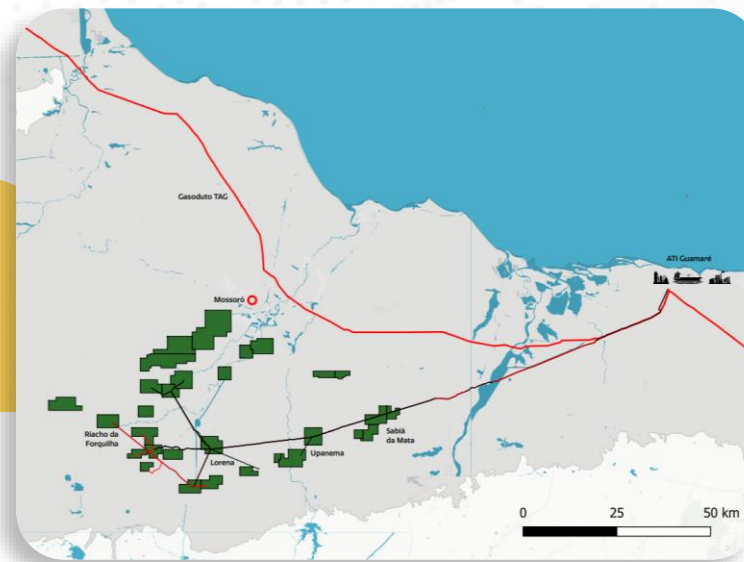 Gasoduto TAG
ATI Guamaré
Mossoró
Riacho da
Forquilha
Lorena
Upanema
Sabiá
da Mata
0 25 50 km